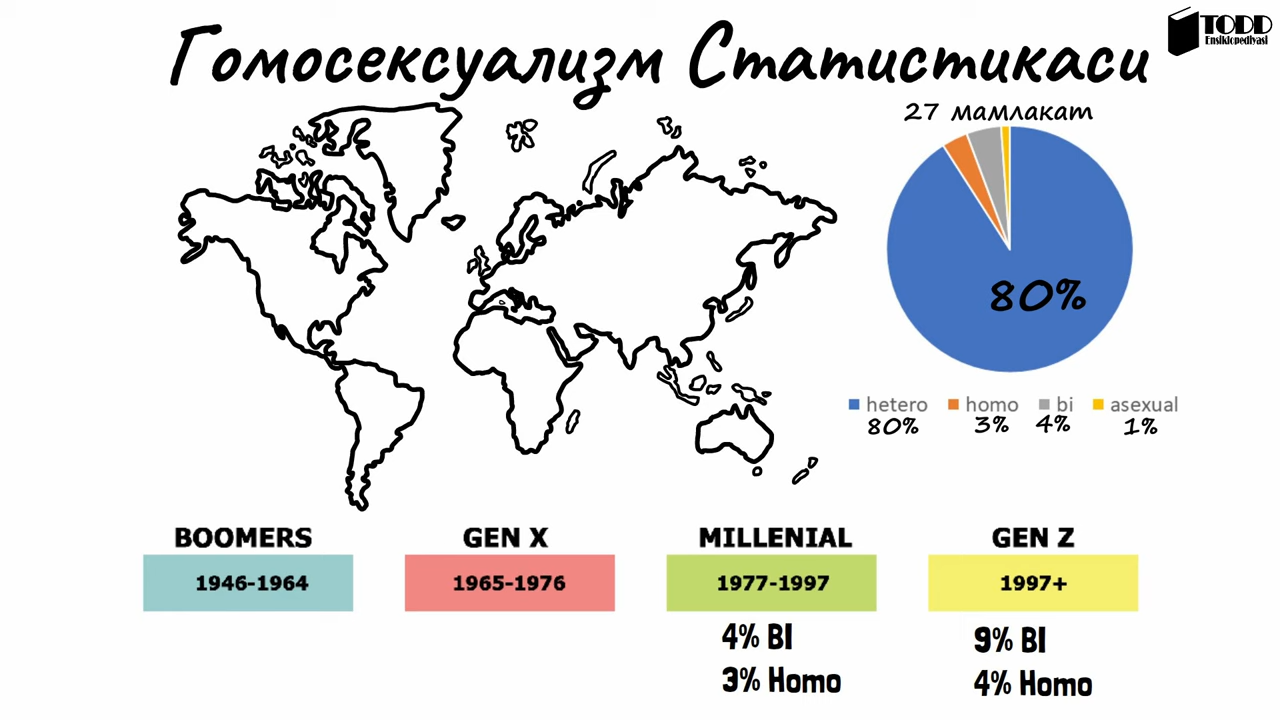 Гомосексуализм Статистикаси
TODD
Ensiklopediyasi
27 мамлакат
80%
hetero homo bi asexual
80% 3% 4% 1%
BOOMERS GEN X MILLENIAL GEN Z
1946-1964 1965-1976 1977-1997 1997+
4% BI 9% BI
3% Homo 4% Homo